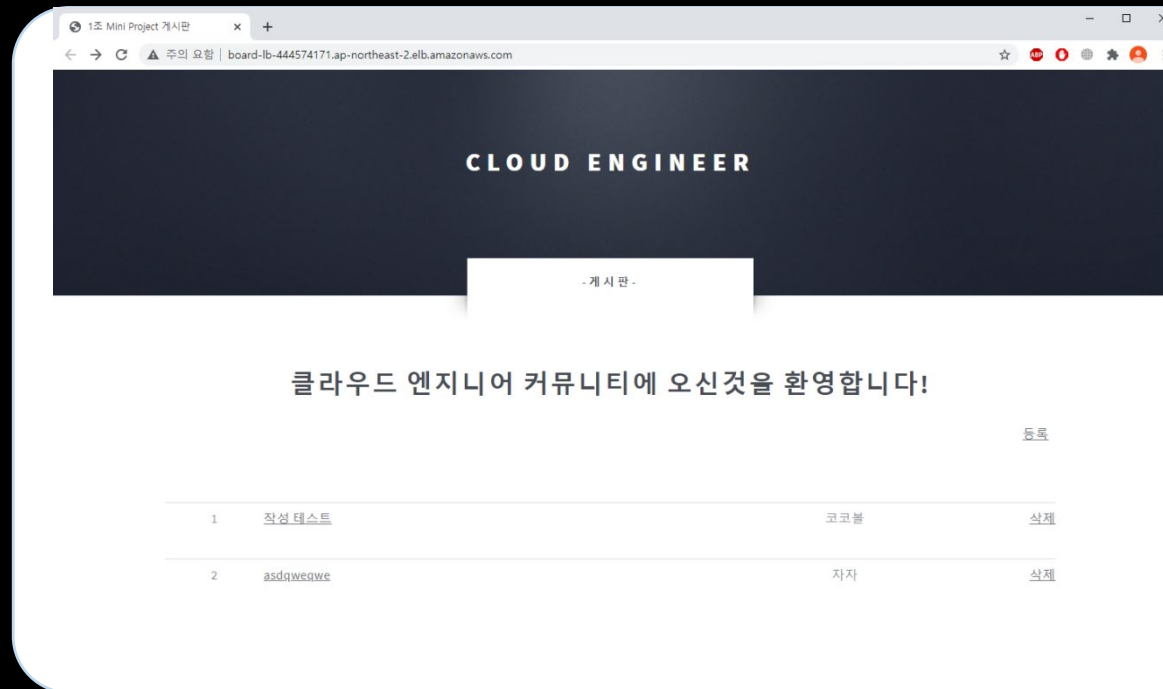 1조 Mini Project 게시판
주의 요함 | board-lb-444574171.ap-northeast-2.elb.amazonaws.com
ABP
CLOUD ENGINEER
- 게 시 판 -
클라우드 엔지니어 커뮤니티에 오신것을 환영합니다!
등록
1 작성 테스트 코코볼 삭제
2 asdqweqwe 자자 삭제